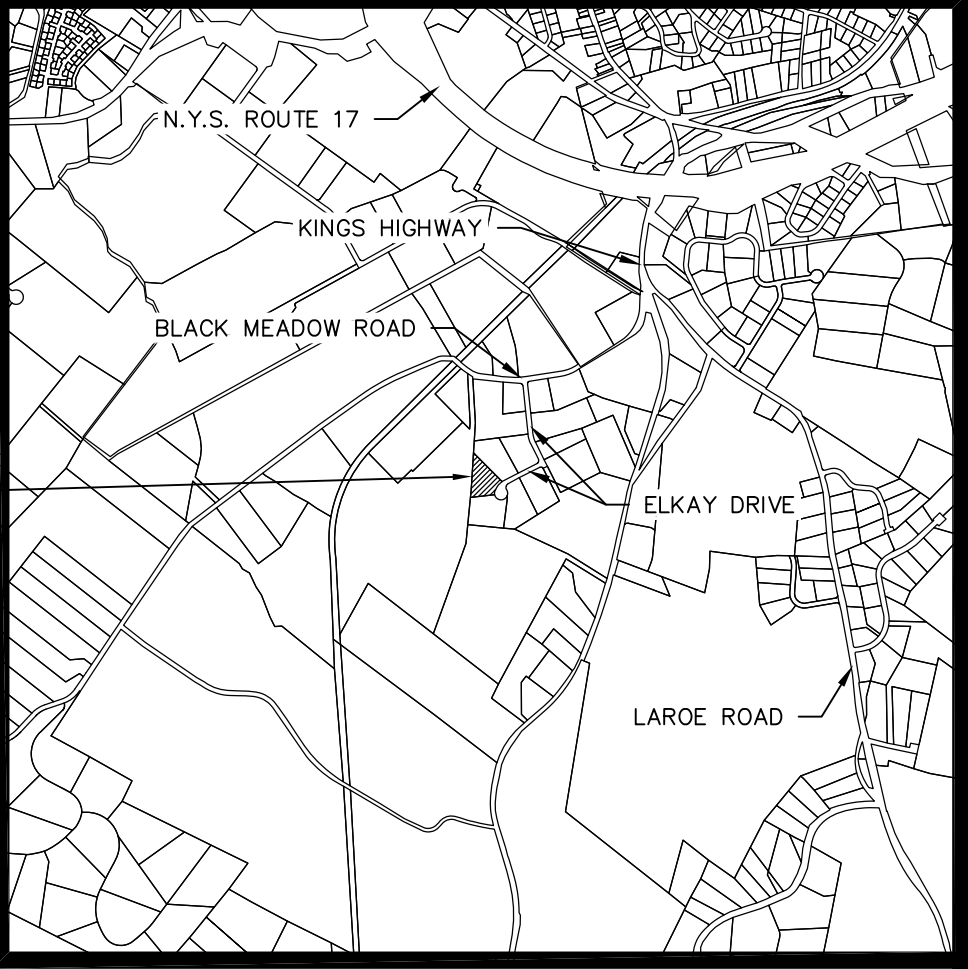 N.Y.S. ROUTE 17
KINGS HIGHWAY
BLACK MEADOW ROAD
ELKAY DRIVE
LAROE ROAD